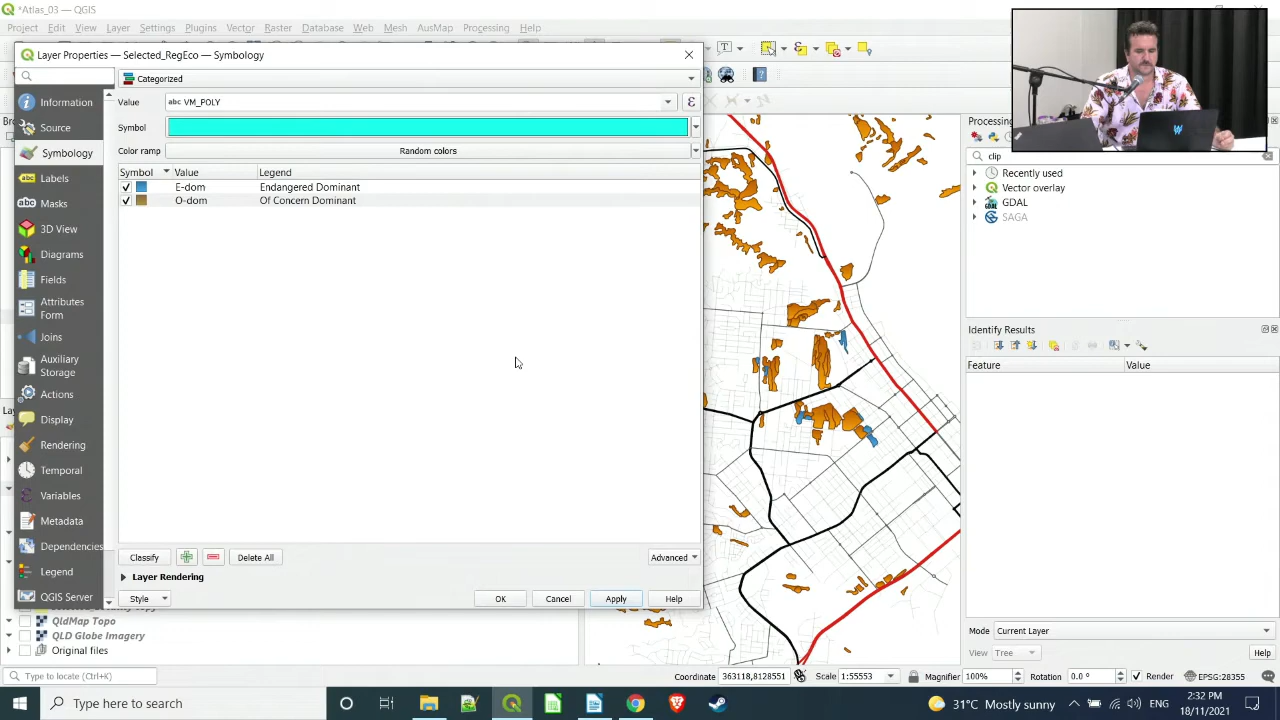 *Atlas_03 — QGIS
Project Edit View Layer Settings Plugins Vector Raster Database Web Mesh AusMap Processing Help
Layer Properties — Selected_RegEco — Symbology
Categorized
Information
Source
Symbology
Labels
Masks
3D View
Diagrams
Fields
Attributes
Form
Joins
Auxiliary
Storage
Actions
Display
Rendering
Temporal
Variables
Metadata
Dependencies
Legend
QGIS Server
Value abc VM_POLY
Symbol
Color ramp Random colors
Symbol Value Legend
E-dom Endangered Dominant
O-dom Of Concern Dominant
Classify Delete All Advanced
Layer Rendering
Style OK Cancel Apply Help
QldMap Topo
QLD Globe Imagery
Original files
Processing
clip
Recently used
Vector overlay
GDAL
SAGA
Identify Results
Feature Value
Mode Current Layer
View Tree Help
Type to locate (Ctrl+K) Coordinate 363118,8128551 Scale 1:55553 Magnifier 100% Rotation 0.0 ° Render EPSG:28355
Type here to search 31°C Mostly sunny ENG 2:32 PM
18/11/2021